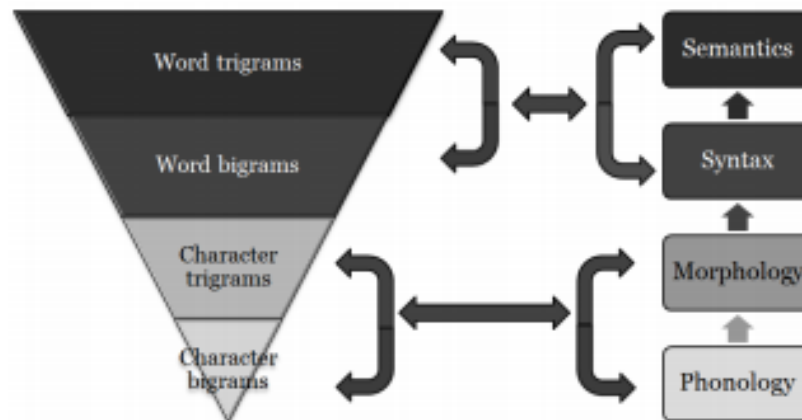 Word trigrams
Word bigrams
Character
trigrams
Character
bigrams
Semantics
Syntax
Morphology
Phonology